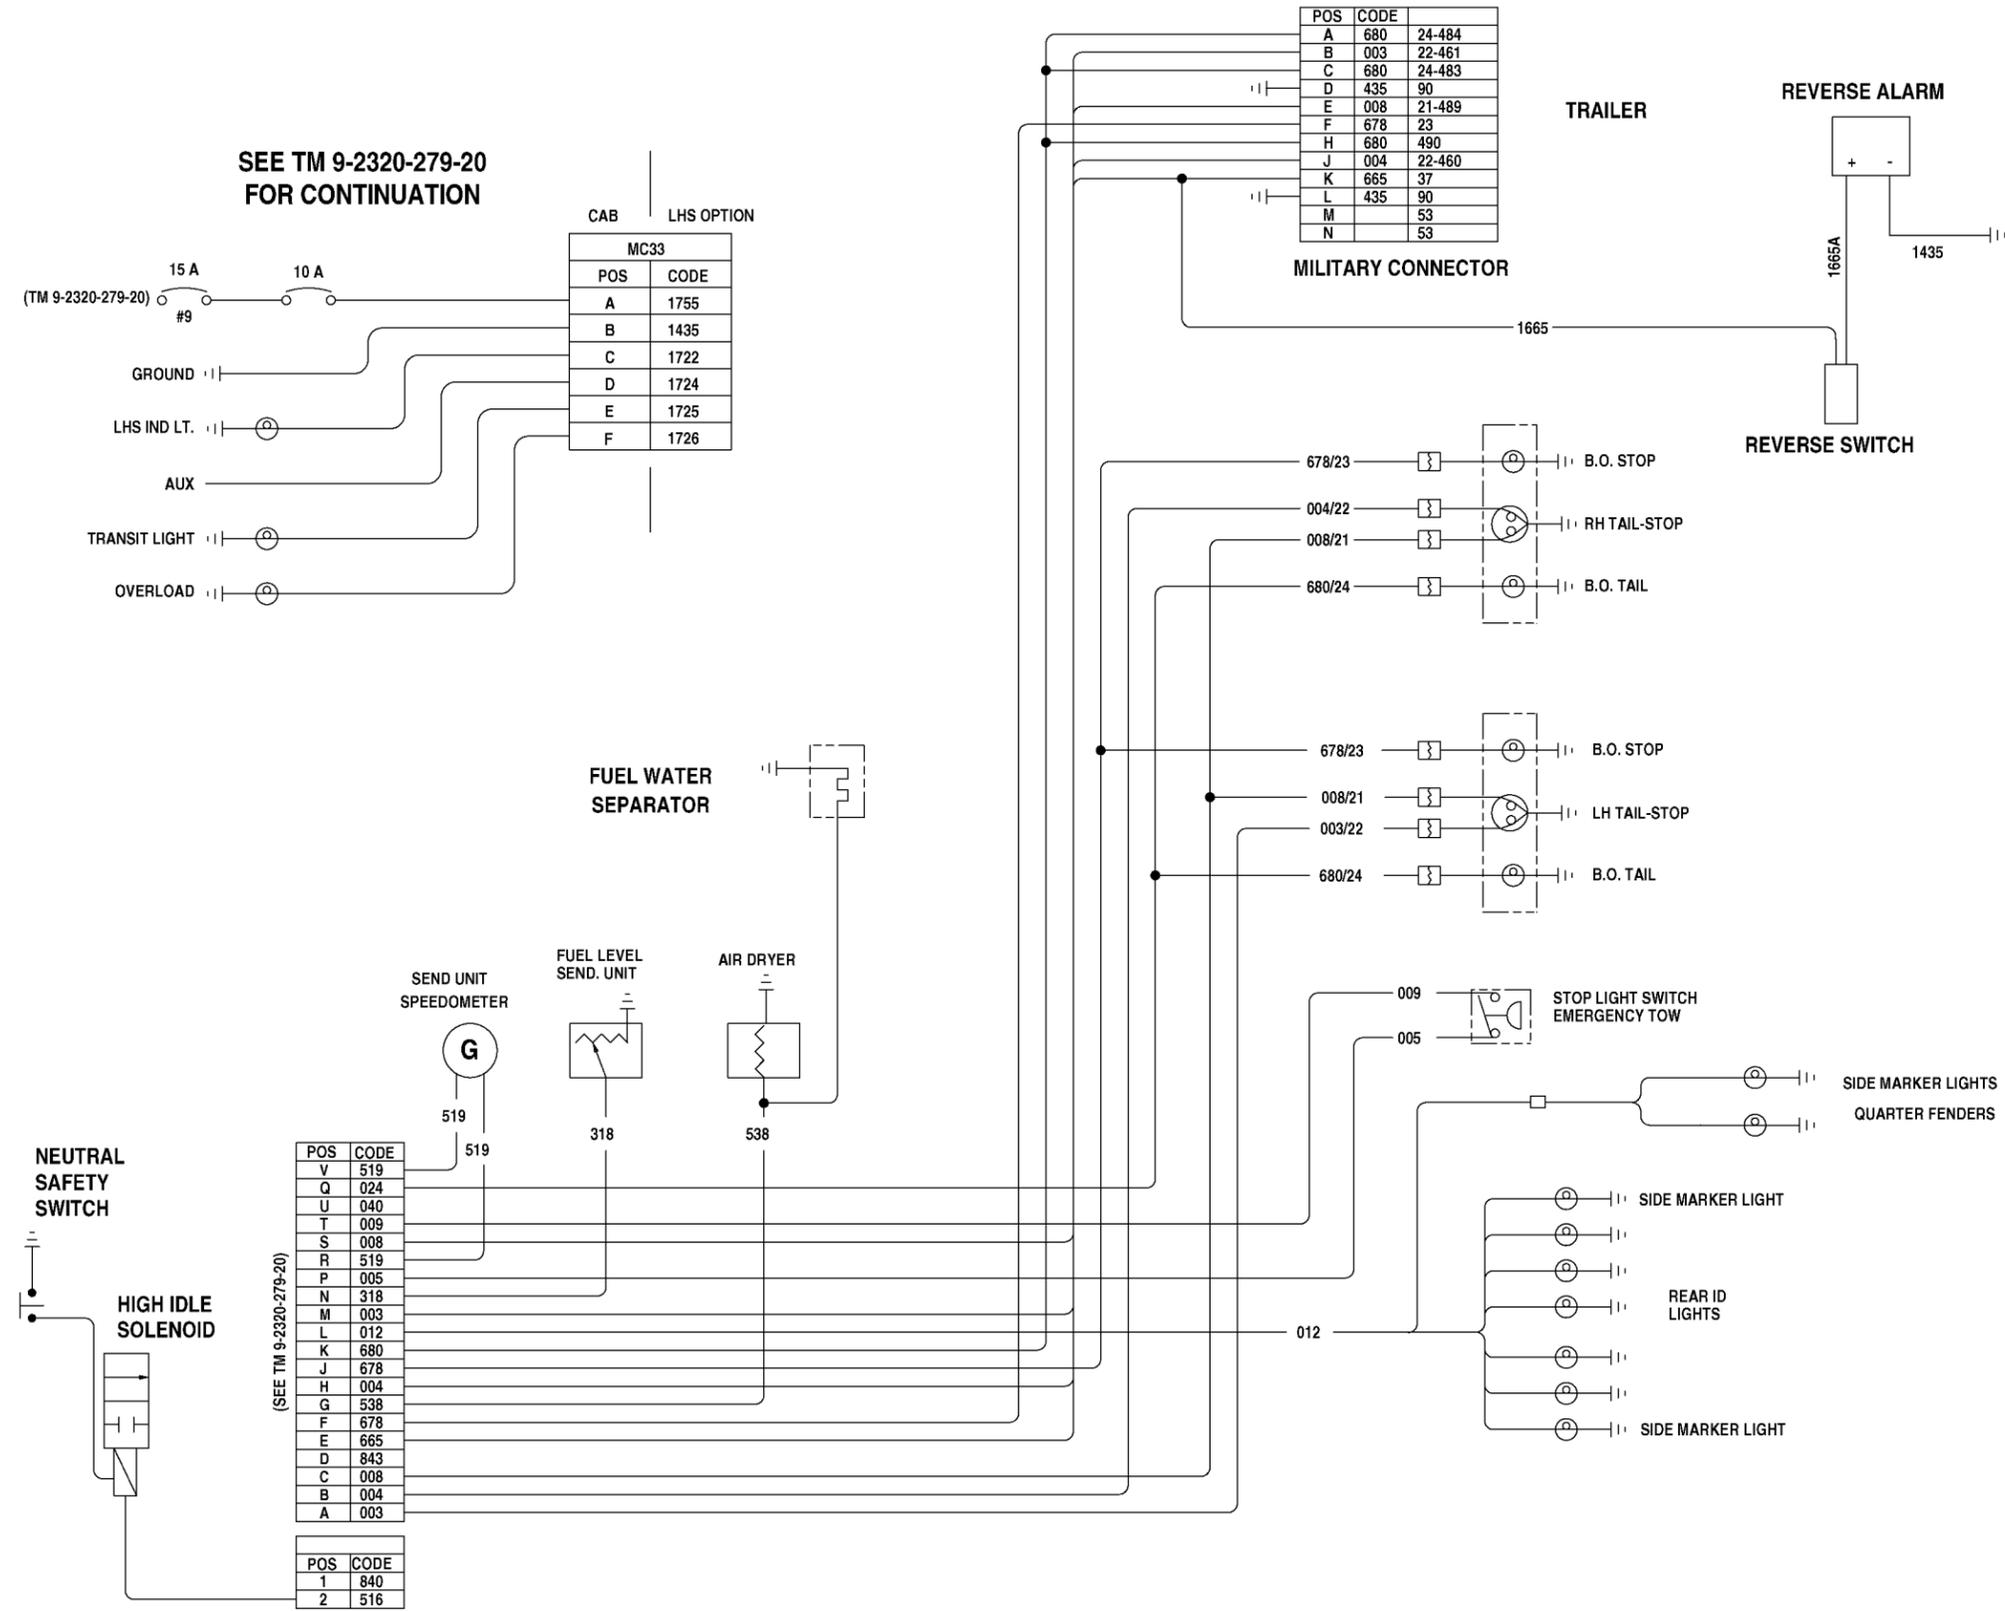 POS CODE
A 680 24-484
B 003 22-461
C 680 24-483
D 435 90
E 008 21-489
F 678 23
H 680 490
J 004 22-460
K 665 37
L 435 90
M 53
N 53
MILITARY CONNECTOR
TRAILER
REVERSE ALARM
+ -
1665A
1435
1665
REVERSE SWITCH
SEE TM 9-2320-279-20
FOR CONTINUATION
CAB
LHS OPTION
MC33
POS CODE
A 1755
B 1435
C 1722
D 1724
E 1725
F 1726
15 A
10 A
(TM 9-2320-279-20)
#9
GROUND
LHS IND LT.
AUX
TRANSIT LIGHT
OVERLOAD
678/23
B.O. STOP
004/22
RH TAIL-STOP
008/21
680/24
B.O. TAIL
678/23
B.O. STOP
008/21
LH TAIL-STOP
003/22
680/24
B.O. TAIL
FUEL WATER
SEPARATOR
SEND UNIT
SPEEDOMETER
G
519
519
FUEL LEVEL
SEND. UNIT
318
AIR DRYER
538
009
005
STOP LIGHT SWITCH
EMERGENCY TOW
SIDE MARKER LIGHTS
QUARTER FENDERS
SIDE MARKER LIGHT
REAR ID
LIGHTS
SIDE MARKER LIGHT
012
NEUTRAL
SAFETY
SWITCH
HIGH IDLE
SOLENOID
(SEE TM 9-2320-279-20)
POS CODE
V 519
Q 024
U 040
T 009
S 008
R 519
P 005
N 318
M 003
L 012
K 680
J 678
H 004
G 538
F 678
E 665
D 843
C 008
B 004
A 003
POS CODE
1 840
2 516